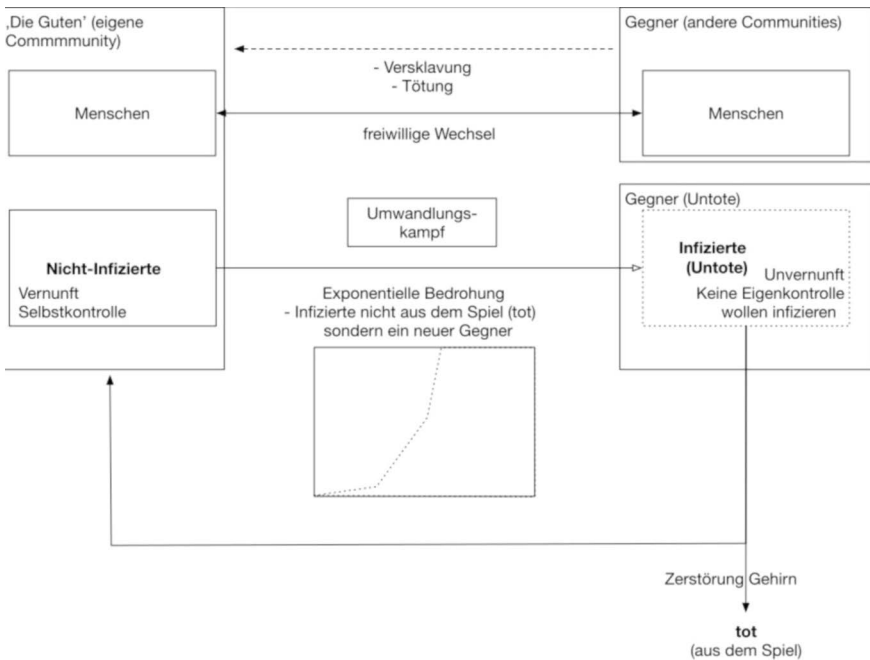 ‚Die Guten' (eigene
Commmmunity)
Gegner (andere Communities)
- Versklavung
- Tötung
Menschen
Menschen
freiwillige Wechsel
Gegner (Untote)
Umwandlungs-
kampf
Nicht-Infizierte
Vernunft
Selbstkontrolle
Infizierte
(Untote)
Unvernunft
Keine Eigenkontrolle
wollen infizieren
Exponentielle Bedrohung
- Infizierte nicht aus dem Spiel (tot)
sondern ein neuer Gegner
Zerstörung Gehirn
tot
(aus dem Spiel)